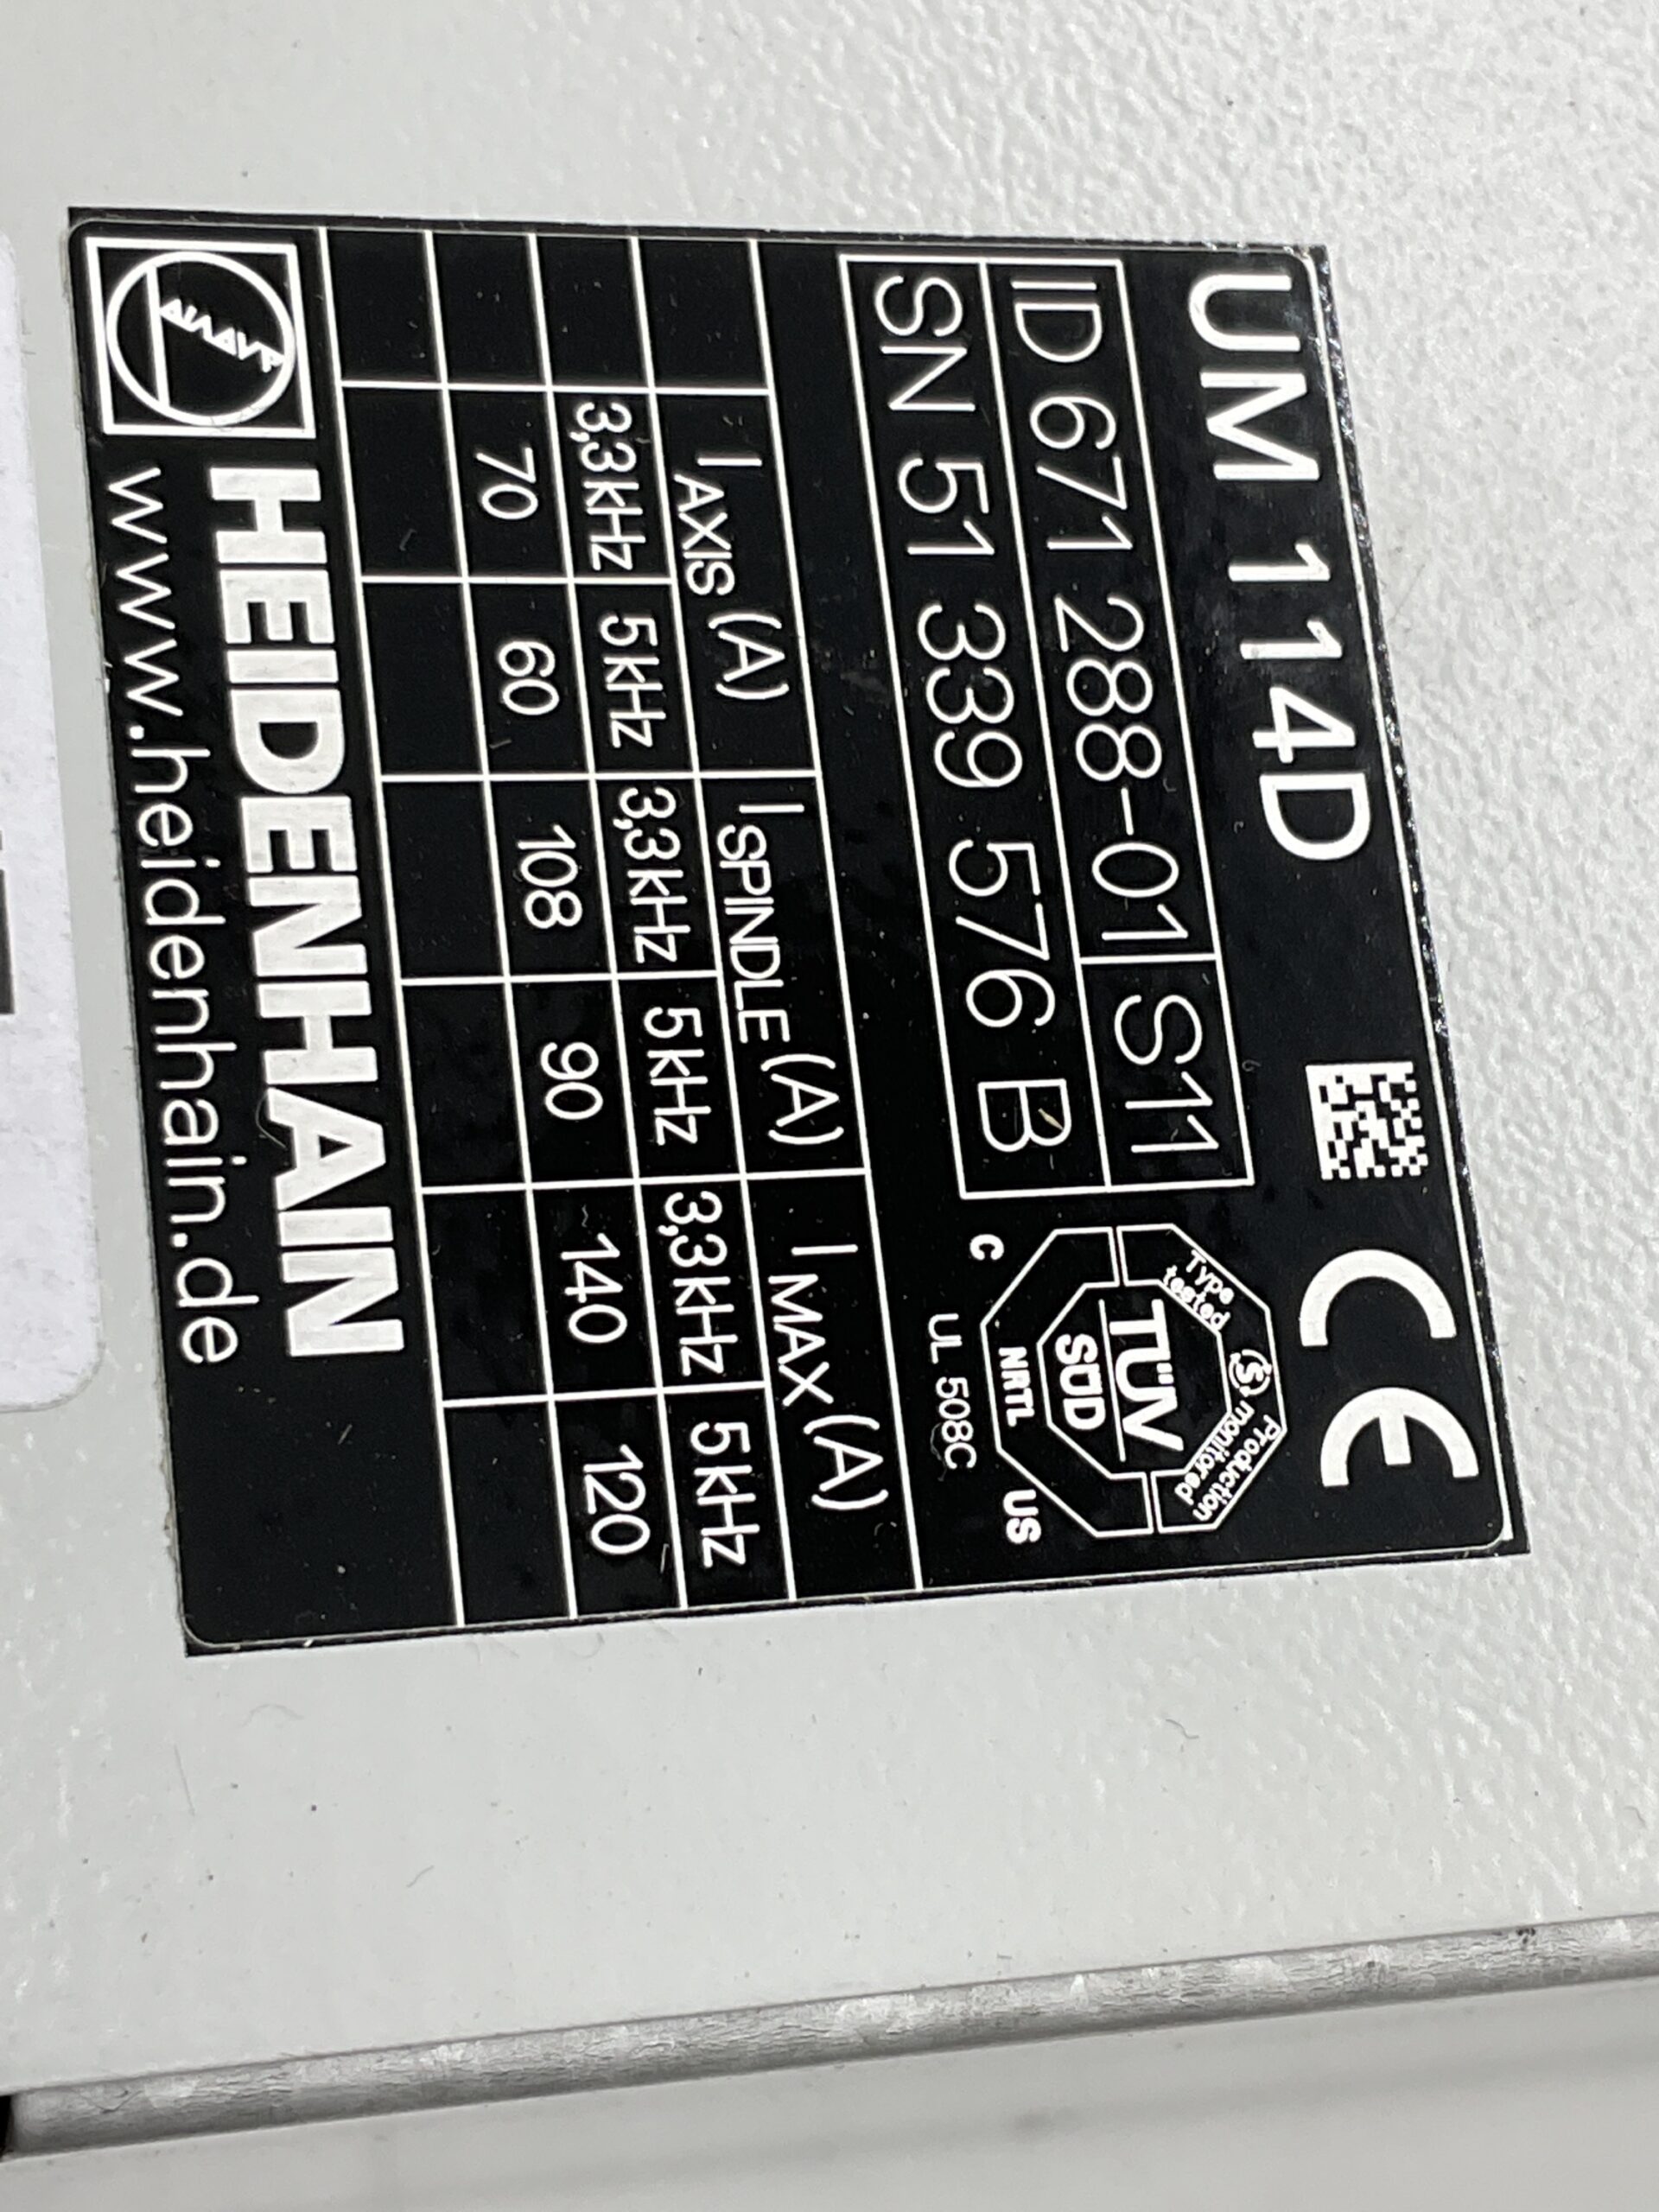 UM 114D
CE
ID 671 288-01 S11
SN 51 339 576 B
Type tested
Production monitored
TÜV
SÜD
NRTL
C US
UL 508C
I AXIS (A) I SPINDLE (A) I MAX (A)
3,3kHz 5kHz 3,3kHz 5kHz 3,3kHz 5kHz
70 60 108 90 140 120
HEIDENHAIN
www.heidenhain.de